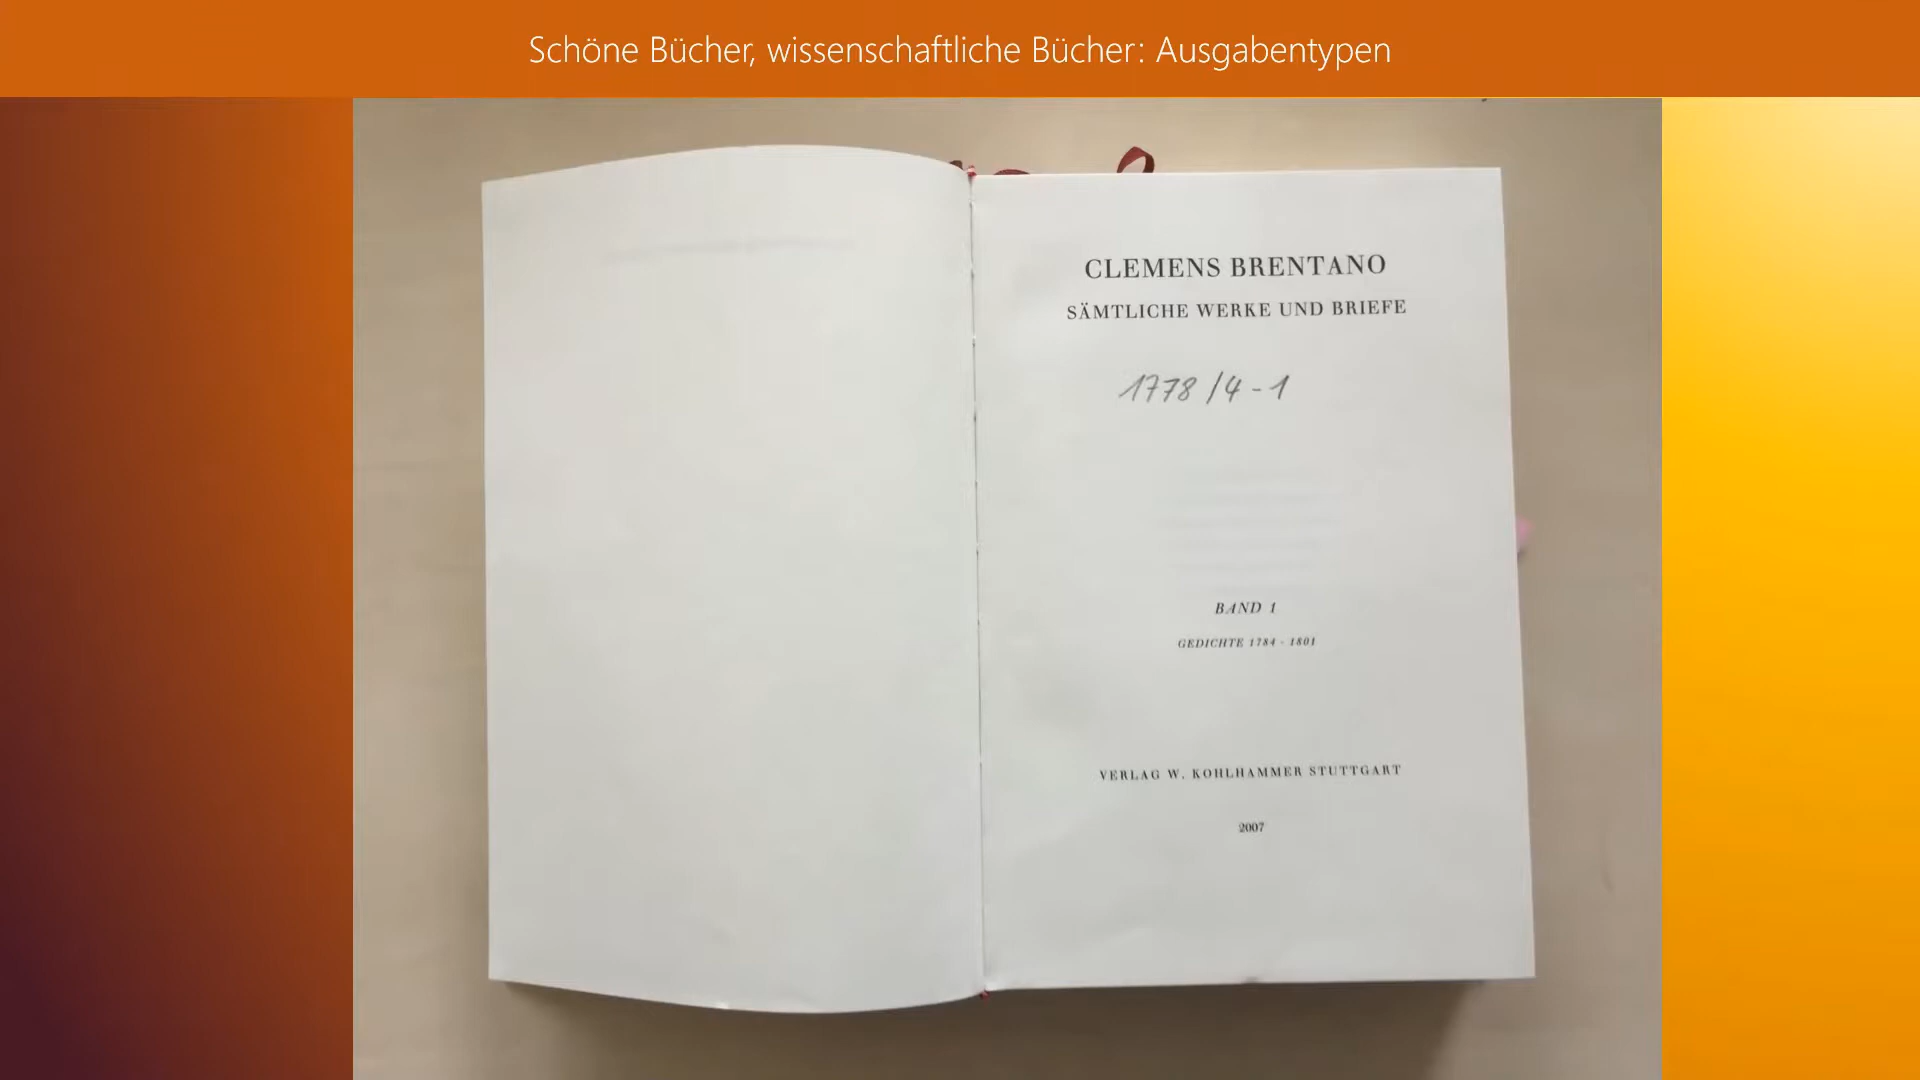 Schöne Bücher, wissenschaftliche Bücher: Ausgabentypen
CLEMENS BRENTANO
SÄMTLICHE WERKE UND BRIEFE
1778/4-1
BAND 1
GEDICHTE 1784 - 1801
VERLAG W. KOHLHAMMER STUTTGART
2007